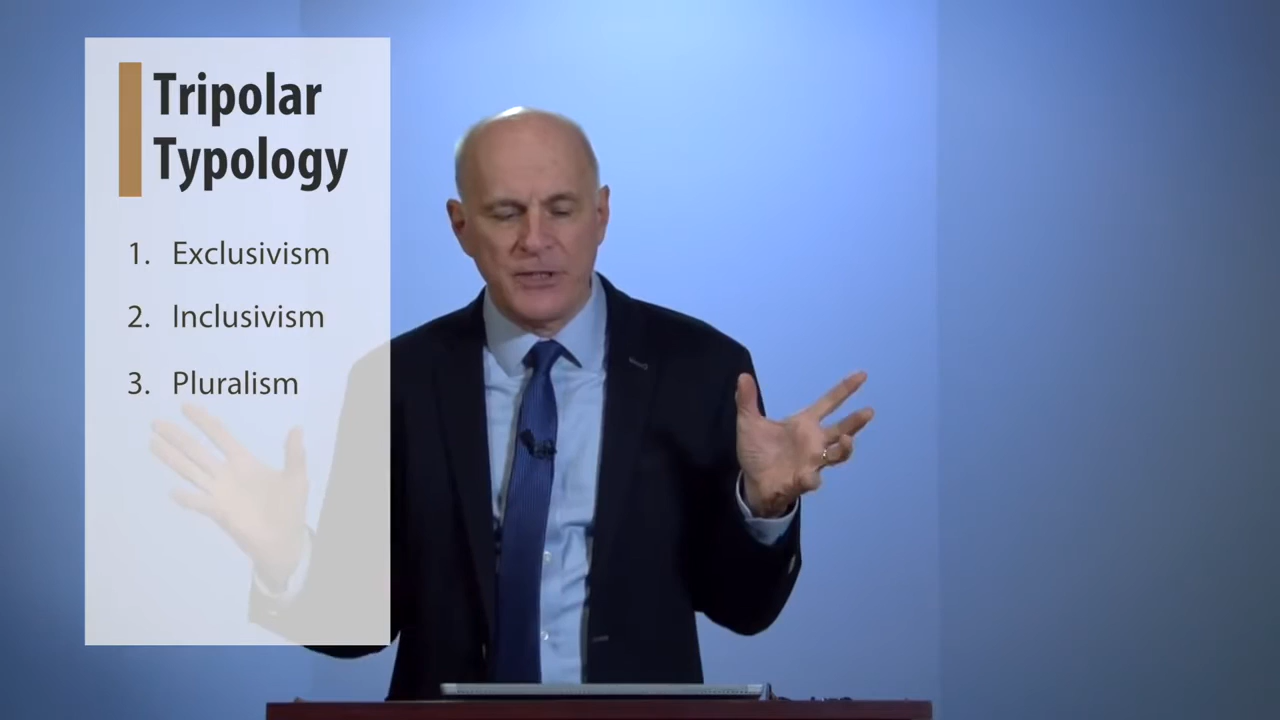 Tripolar
Typology
1. Exclusivism
2. Inclusivism
3. Pluralism